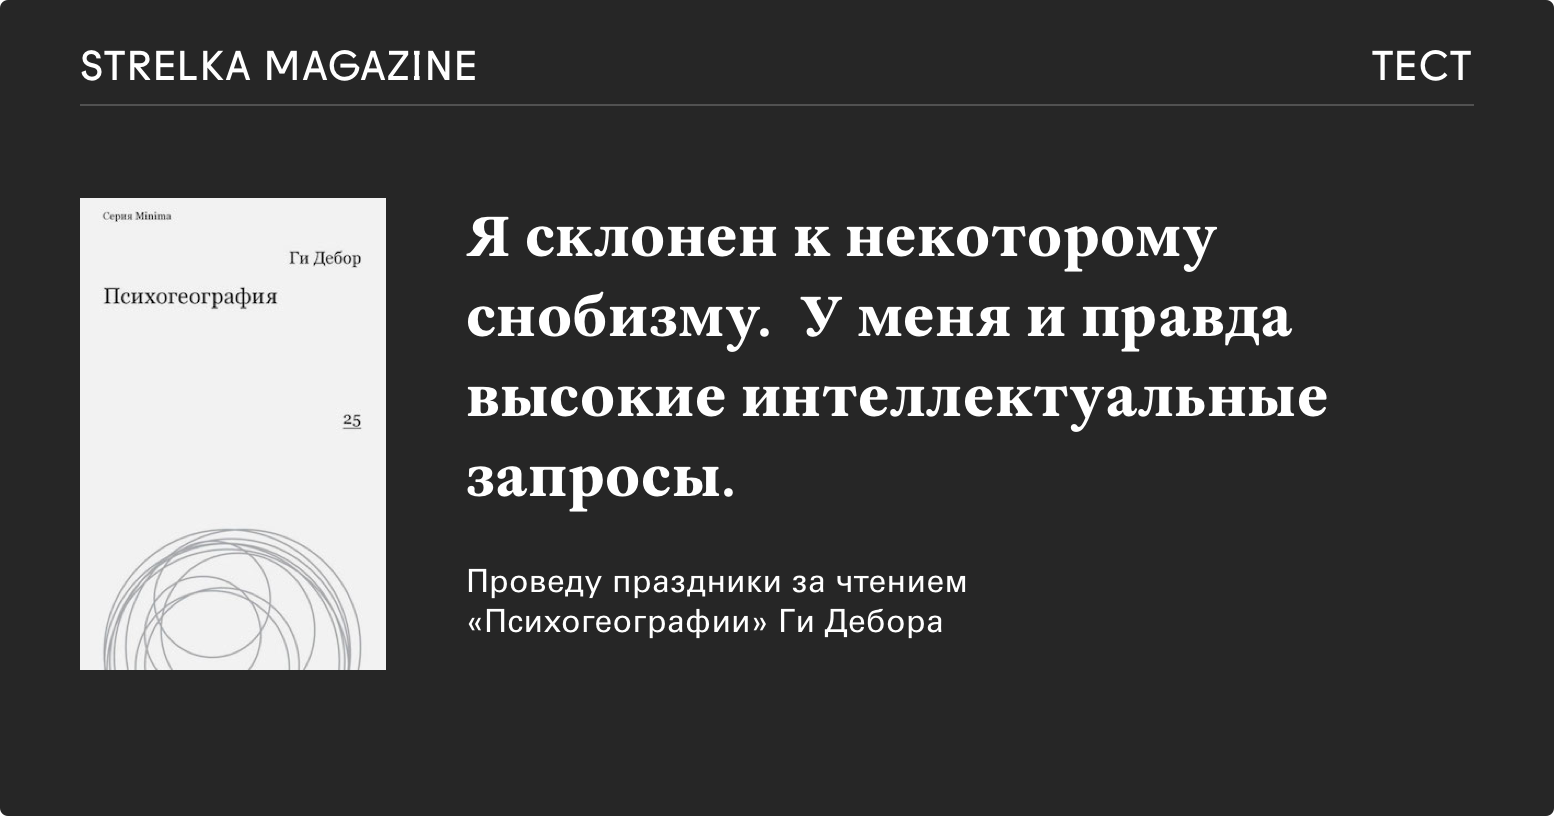 STRELKA MAGAZINE
ТЕСТ
Серия Minima
Ги Дебор
Психогеография
25
Я склонен к некоторому
снобизму.  У меня и правда
высокие интеллектуальные
запросы.
Проведу праздники за чтением
«Психогеографии» Ги Дебора